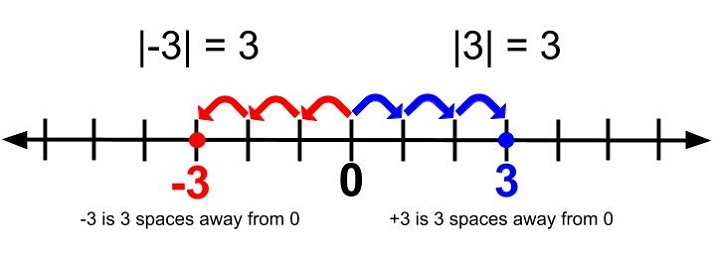 |-3| = 3
|3| = 3
-3
0
3
-3 is 3 spaces away from 0
+3 is 3 spaces away from 0